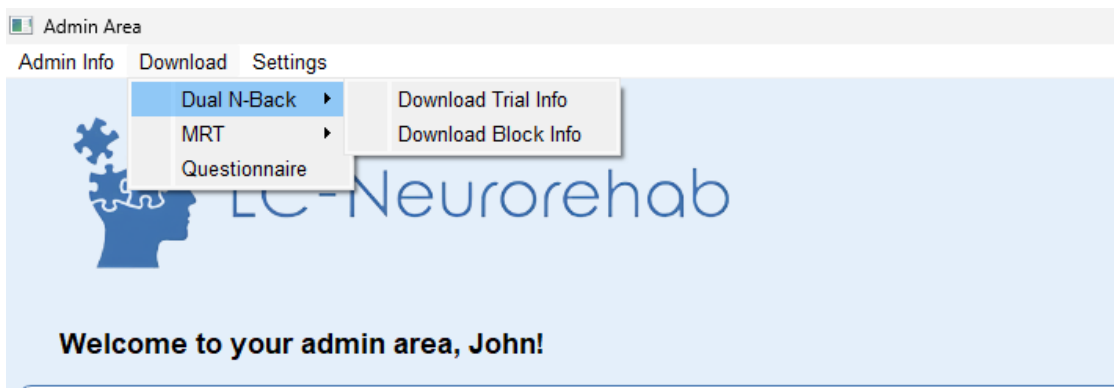 Admin Area
Admin Info Download Settings
Dual N-Back Download Trial Info
MRT Download Block Info
Questionnaire
LC-Neurorehab
Welcome to your admin area, John!